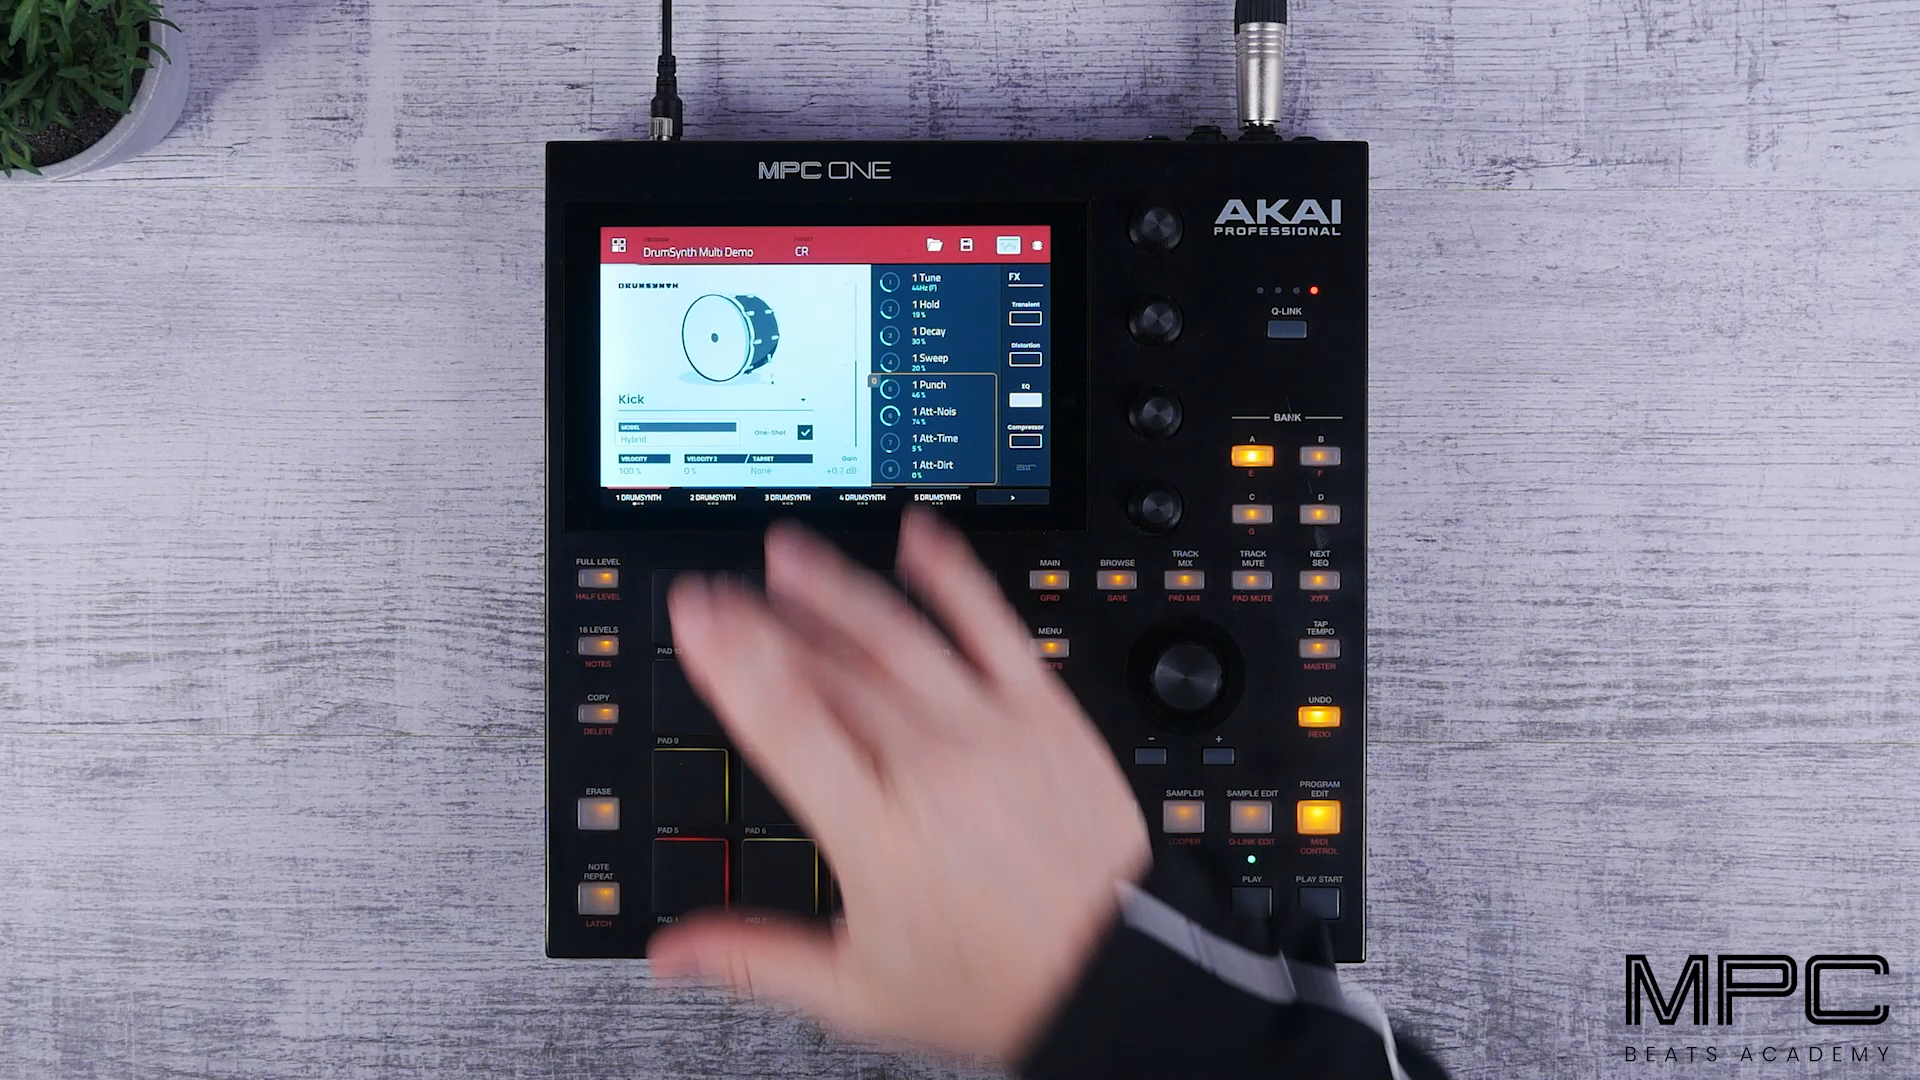 MPC ONE
AKAI
PROFESSIONAL
PROGRAM
DrumSynth Multi Demo
CR
DRUMSYNTH
Kick
MODEL
Hybrid
One-Shot
VELOCITY
100 %
VELOCITY 2
0 %
TARGET
None
Gain
+0.7 dB
1 Tune
44Hz (F)
1 Hold
19 %
1 Decay
30 %
1 Sweep
20 %
Q
1 Punch
46 %
1 Att-Nois
74 %
1 Att-Time
5 %
1 Att-Dirt
0 %
FX
Transient
Distortion
EQ
Compressor
1 DRUMSYNTH
2 DRUMSYNTH
3 DRUMSYNTH
4 DRUMSYNTH
5 DRUMSYNTH
>
Q-LINK
BANK
A
B
E
F
C
D
G
FULL LEVEL
HALF LEVEL
16 LEVELS
NOTES
COPY
DELETE
ERASE
NOTE
REPEAT
LATCH
MAIN
GRID
BROWSE
SAVE
TRACK
MIX
PAD MIX
TRACK
MUTE
PAD MUTE
NEXT
SEQ
XYFX
MENU
TAP
TEMPO
MASTER
UNDO
REDO
-
+
PAD 9
PAD 5
PAD 6
PAD 1
PAD 2
SAMPLER
LOOPER
SAMPLE EDIT
Q-LINK EDIT
PROGRAM
EDIT
MIDI
CONTROL
PLAY
PLAY START
MPC
BEATS ACADEMY